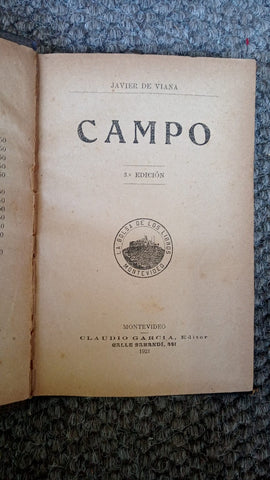 JAVIER DE VIANA
CAMPO
3.ª EDICIÓN
LA BOLSA DE LOS LIBROS
MONTEVIDEO
MONTEVIDEO
CLAUDIO GARCIA, Editor
CALLE SARANDÍ, 441
1921